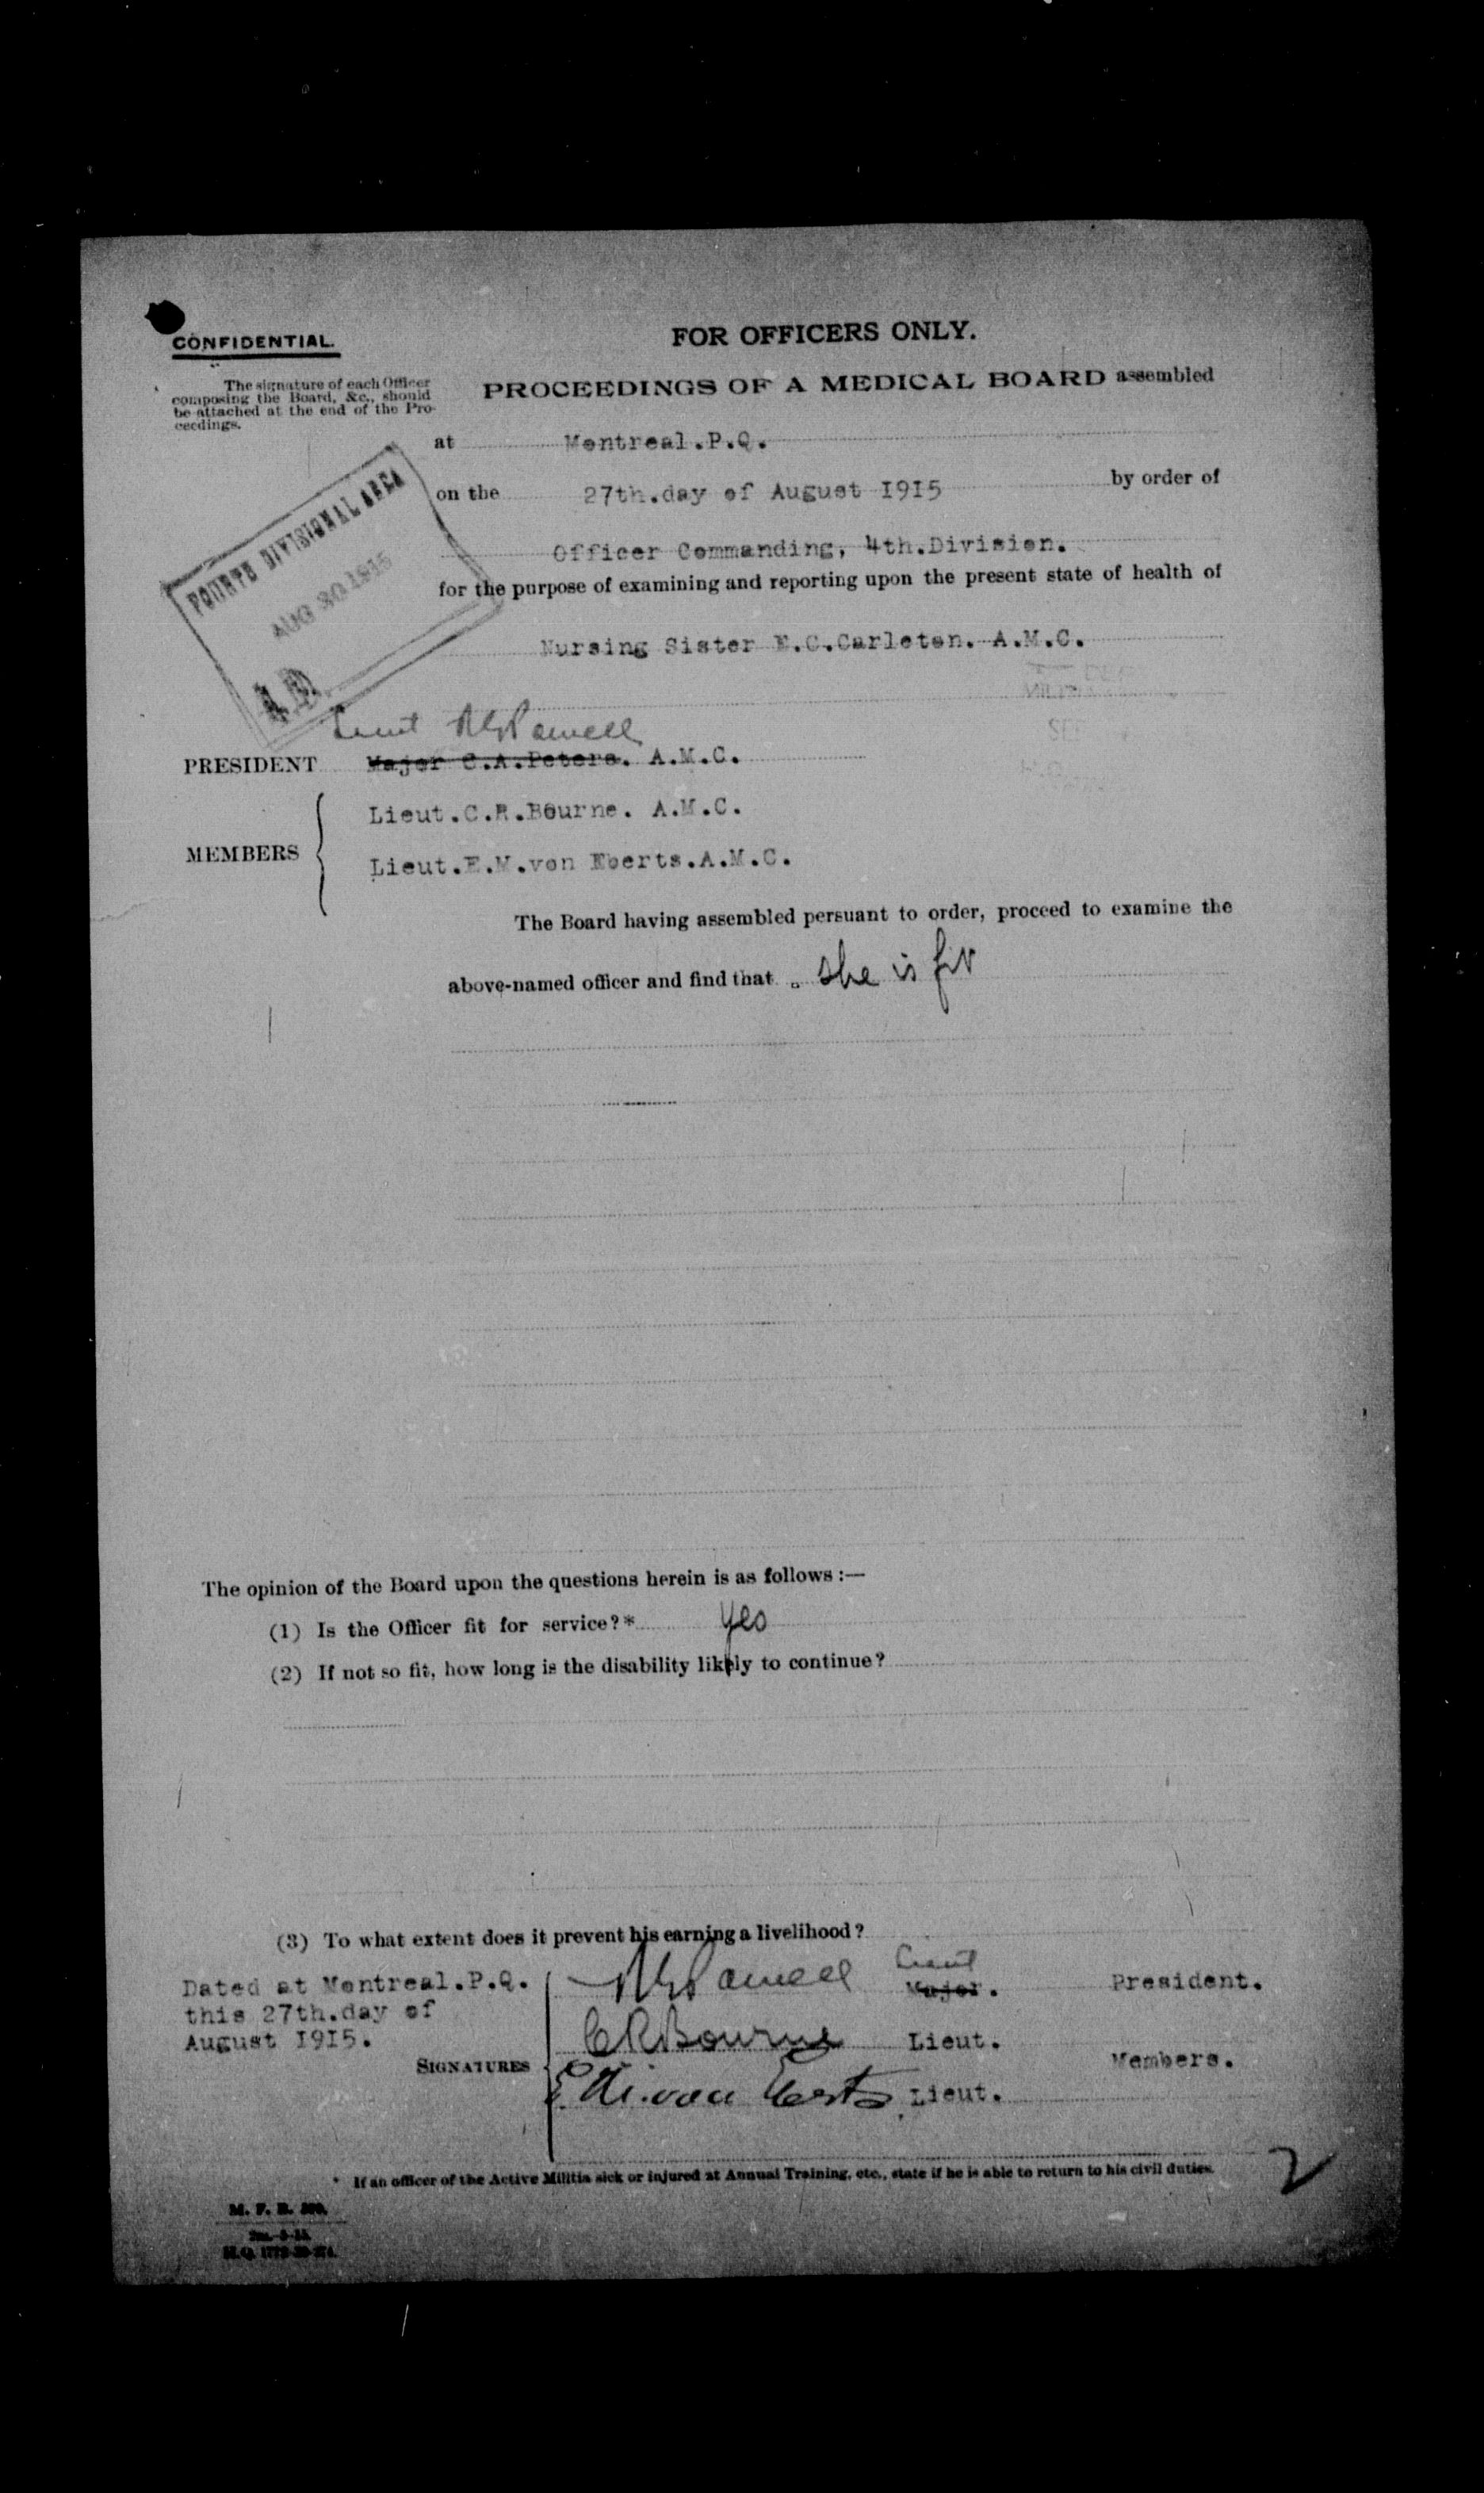 CONFIDENTIAL.
FOR OFFICERS ONLY.
The signature of each Officer
composing the Board, &c., should
be attached at the end of the Pro-
ceedings.
PROCEEDINGS OF A MEDICAL BOARD assembled
at Montreal.P.Q.
on the 27th.day of August 1915 by order of
Officer Commanding, 4th.Division.
for the purpose of examining and reporting upon the present state of health of
Nursing Sister E.C.Carleton. A.M.C.
FOURTH DIVISIONAL AREA
AUG 30 1915
Lieut
PRESIDENT Major C.A.Peters. A.M.C.
MEMBERS
Lieut.C.R.Bourne. A.M.C.
Lieut.E.M.von Eberts.A.M.C.
The Board having assembled persuant to order, proceed to examine the
above-named officer and find that she is fit
The opinion of the Board upon the questions herein is as follows :—
(1) Is the Officer fit for service?* yes
(2) If not so fit, how long is the disability likely to continue?
(3) To what extent does it prevent his earning a livelihood?
Dated at Montreal.P.Q.
this 27th.day of
August 1915.
SIGNATURES
Lieut
Major. President.
CRBourne Lieut.
Members.
E.M.von Eberts Lieut.
* If an officer of the Active Militia sick or injured at Annual Training, etc., state if he is able to return to his civil duties.
2
M. F. B.